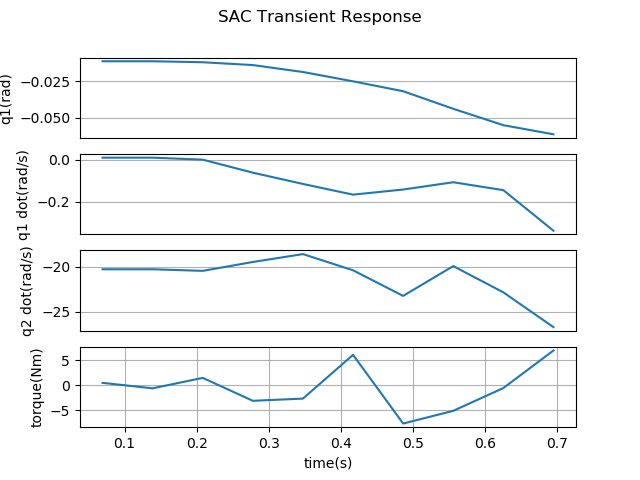 SAC Transient Response
q1(rad)
−0.025
−0.050
q1 dot(rad/s)
0.0
−0.2
q2 dot(rad/s)
−20
−25
torque(Nm)
5
0
−5
0.1 0.2 0.3 0.4 0.5 0.6 0.7
time(s)